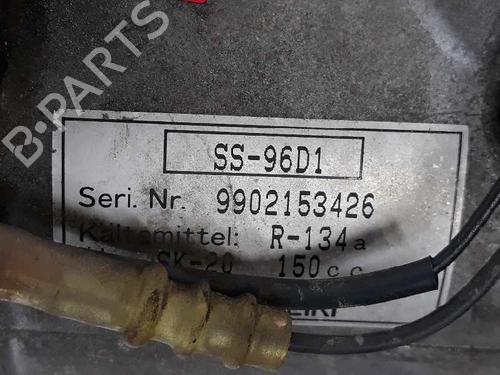 B-PARTS
SS-96D1
Seri. Nr. 9902153426
Kältemittel: R-134a
SK-20 150cc